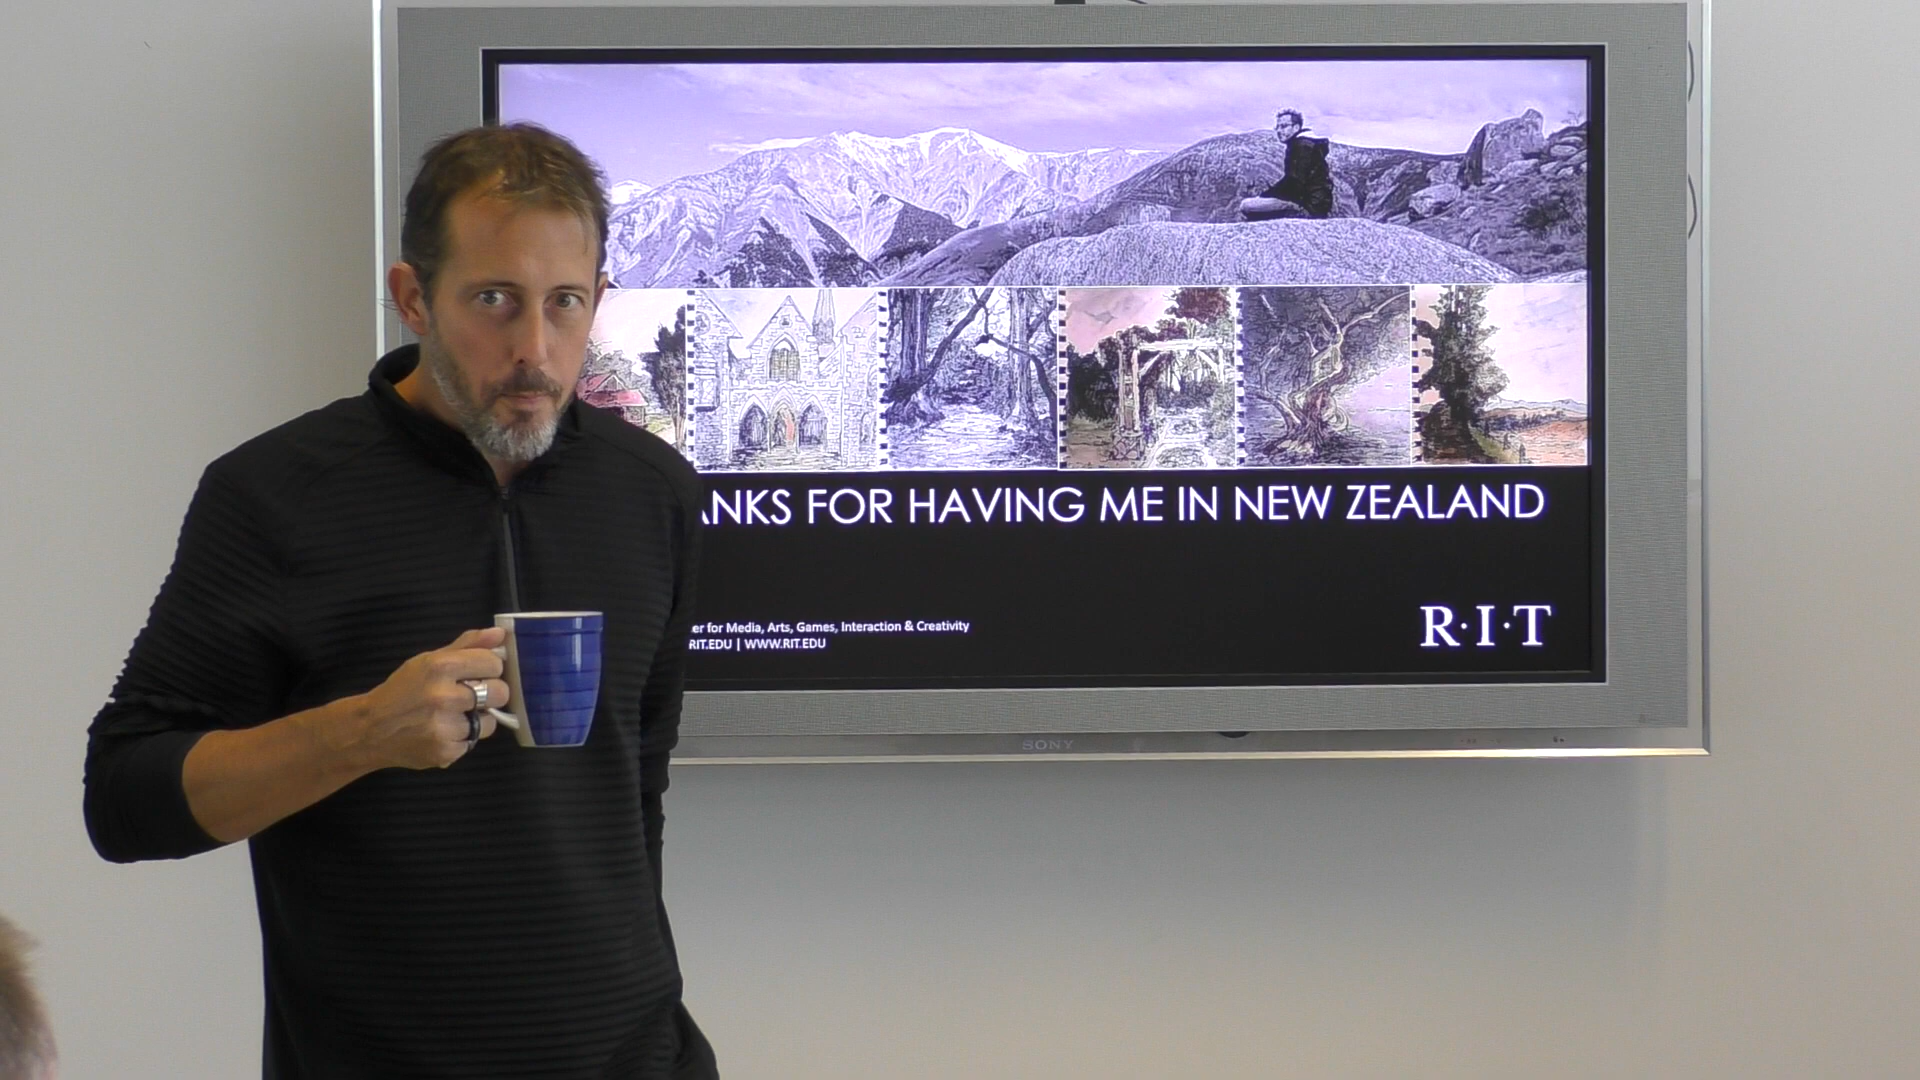 ANKS FOR HAVING ME IN NEW ZEALAND
er for Media, Arts, Games, Interaction & Creativity
RIT.EDU | WWW.RIT.EDU
R·I·T
SONY